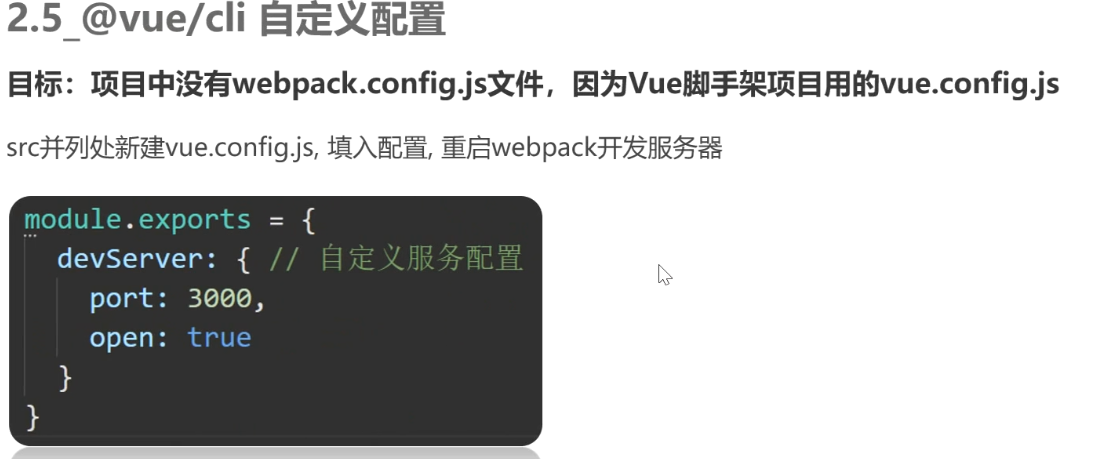 2.5_@vue/cli 自定义配置
目标：项目中没有webpack.config.js文件，因为Vue脚手架项目用的vue.config.js
src并列处新建vue.config.js, 填入配置, 重启webpack开发服务器
module.exports = {
  devServer: { // 自定义服务配置
    port: 3000,
    open: true
  }
}